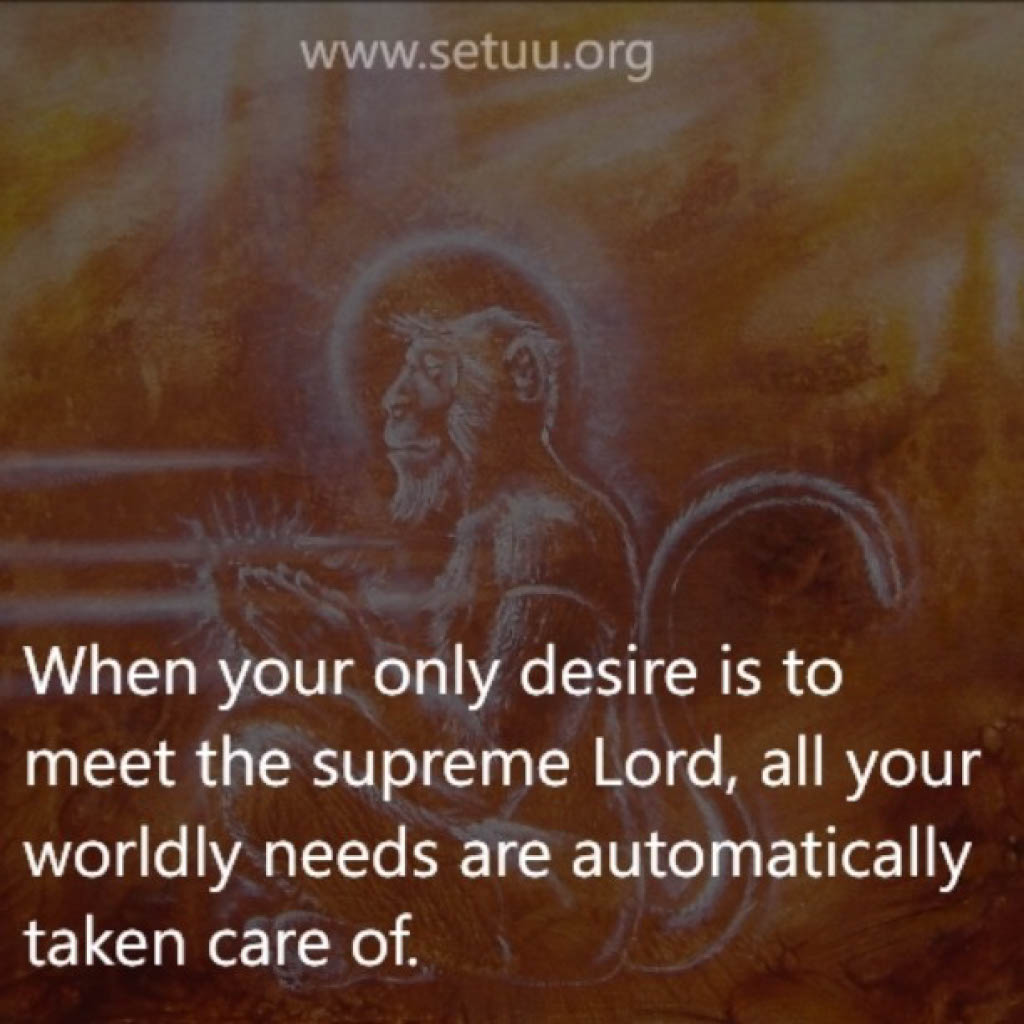 www.setuu.org
When your only desire is to
meet the supreme Lord, all your
worldly needs are automatically
taken care of.